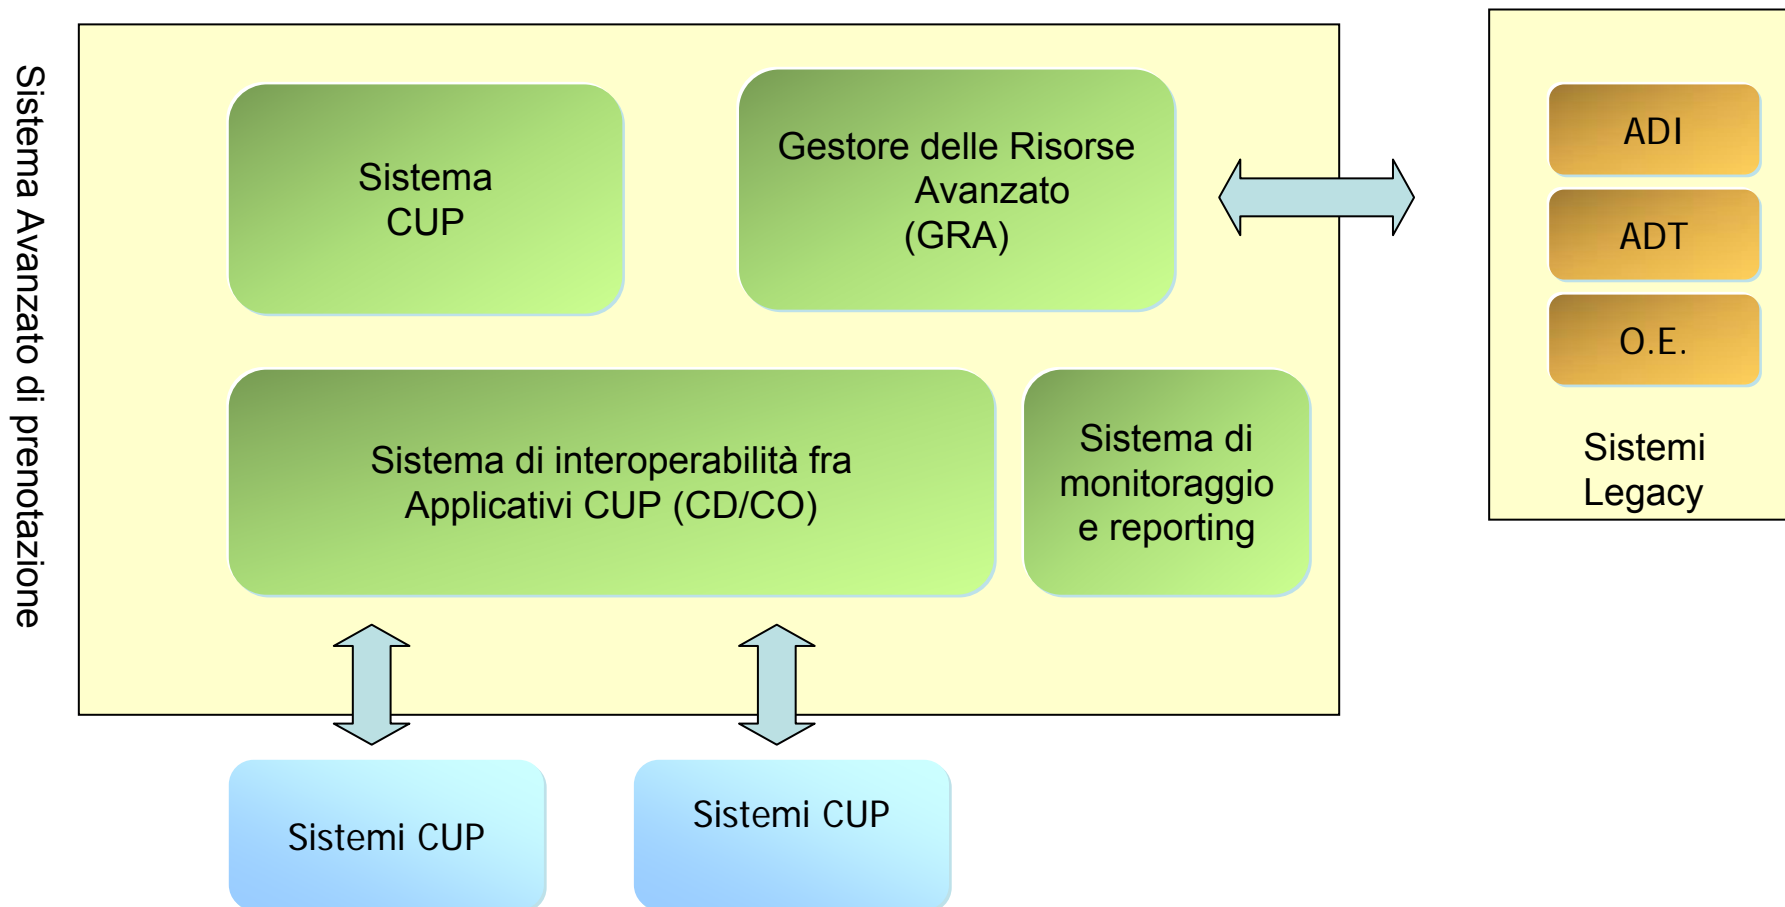 Sistema Avanzato di prenotazione
Sistema
CUP
Gestore delle Risorse
Avanzato
(GRA)
Sistema di interoperabilità fra
Applicativi CUP (CD/CO)
Sistema di
monitoraggio
e reporting
Sistemi CUP
Sistemi CUP
ADI
ADT
O.E.
Sistemi
Legacy